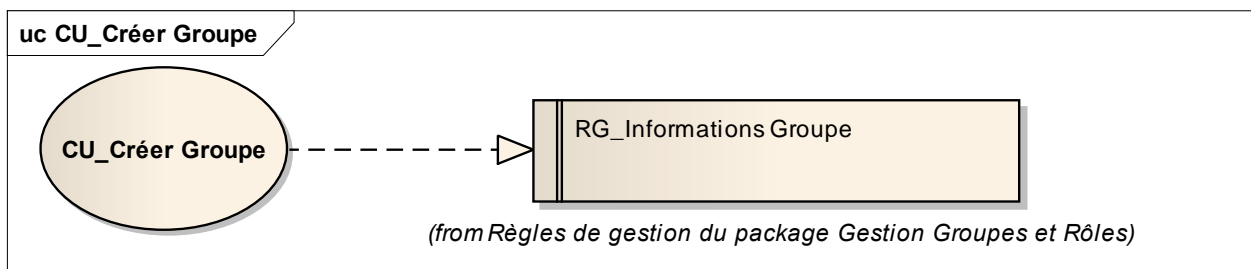 uc CU_Créer Groupe
CU_Créer Groupe
RG_Informations Groupe
(from Règles de gestion du package Gestion Groupes et Rôles)